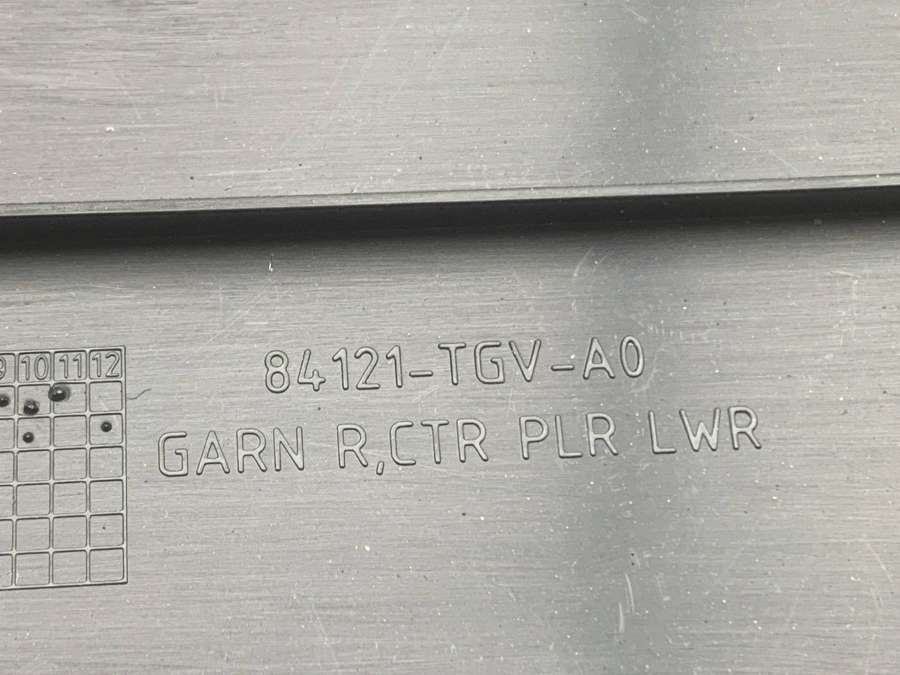 84121-TGV-A0
GARN R,CTR PLR LWR
9 10 11 12